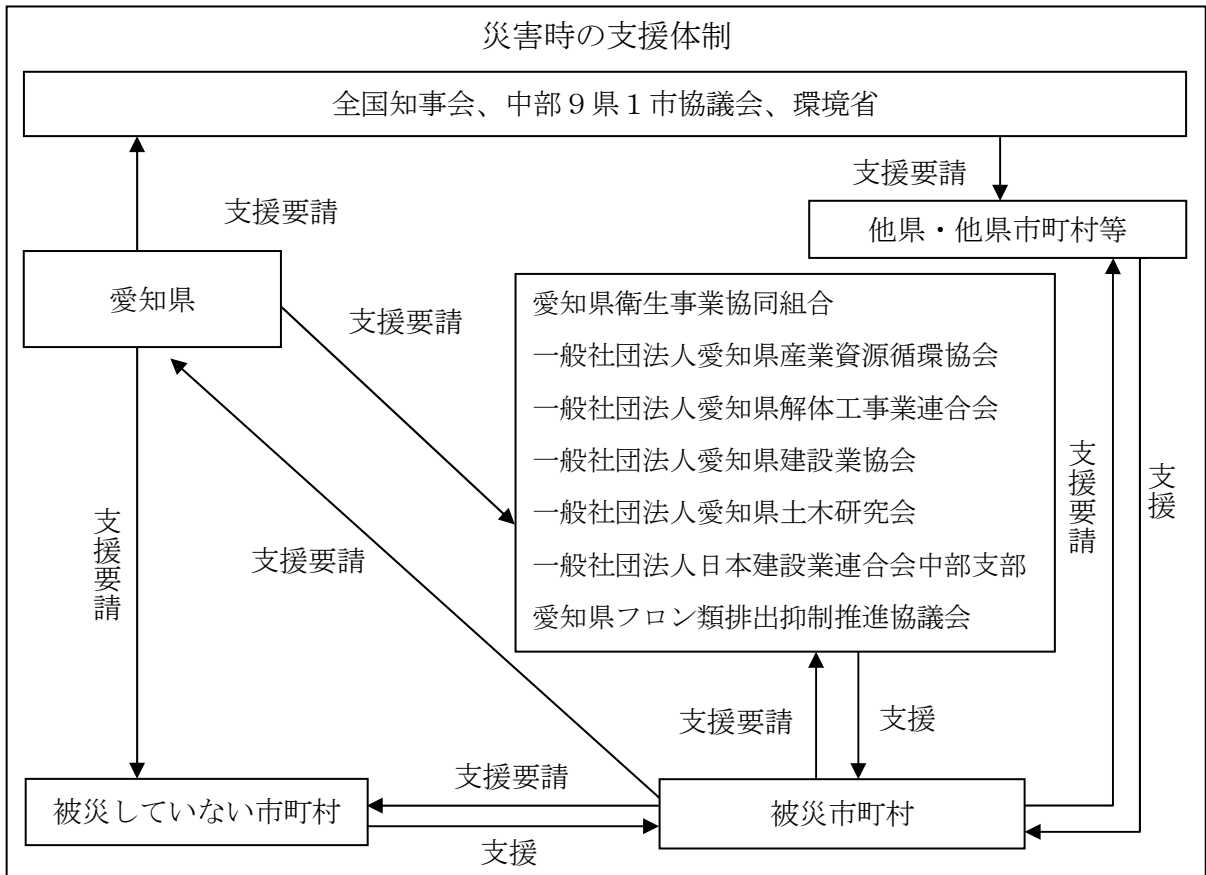 災害時の支援体制
全国知事会、中部９県１市協議会、環境省
支援要請
支援要請
他県・他県市町村等
愛知県
支援要請
愛知県衛生事業協同組合
一般社団法人愛知県産業資源循環協会
一般社団法人愛知県解体工事業連合会
一般社団法人愛知県建設業協会
一般社団法人愛知県土木研究会
一般社団法人日本建設業連合会中部支部
愛知県フロン類排出抑制推進協議会
支援要請
支援
支援要請
支援要請
支援要請
支援
支援要請
被災していない市町村
被災市町村
支援